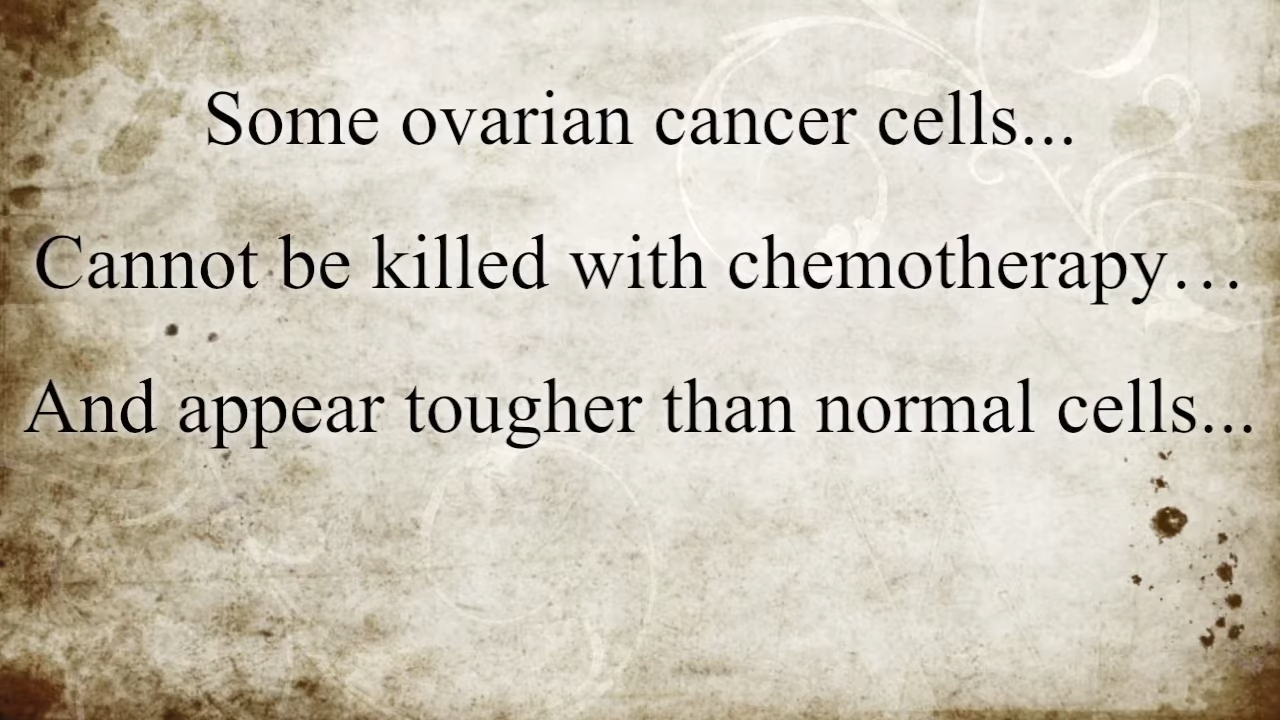 Some ovarian cancer cells...
Cannot be killed with chemotherapy…
And appear tougher than normal cells...